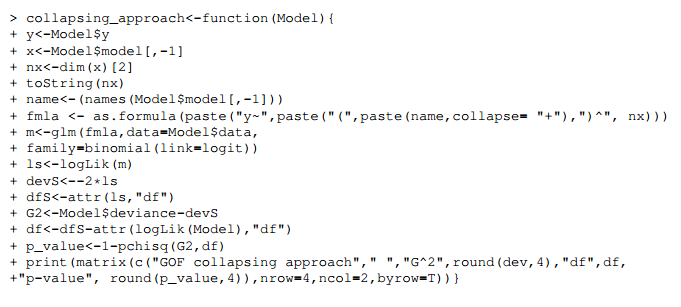 > collapsing_approach<-function(Model){
+ y<-Model$y
+ x<-Model$model[,-1]
+ nx<-dim(x)[2]
+ toString(nx)
+ name<-(names(Model$model[,-1]))
+ fmla <- as.formula(paste("y~",paste("(",paste(name,collapse= "+"),")^", nx)))
+ m<-glm(fmla,data=Model$data,
+ family=binomial(link=logit))
+ ls<-logLik(m)
+ devS<--2*ls
+ dfS<-attr(ls,"df")
+ G2<-Model$deviance-devS
+ df<-dfS-attr(logLik(Model),"df")
+ p_value<-1-pchisq(G2,df)
+ print(matrix(c("GOF collapsing approach"," ","G^2",round(dev,4),"df",df,
+"p-value", round(p_value,4)),nrow=4,ncol=2,byrow=T))}